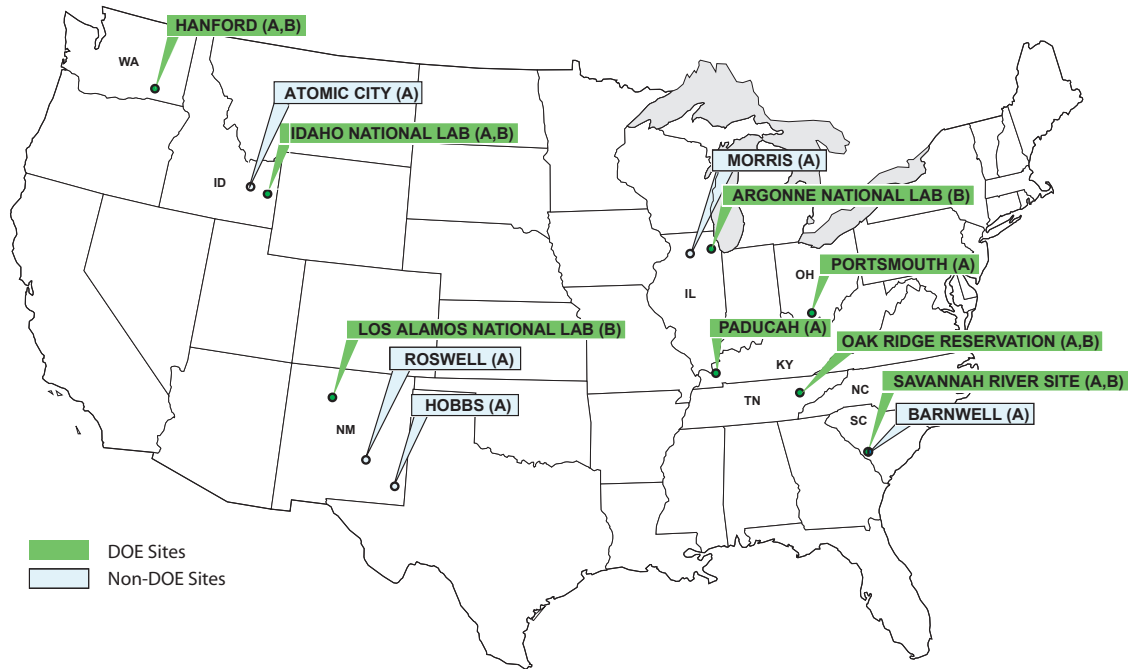 HANFORD (A,B)
WA
ATOMIC CITY (A)
IDAHO NATIONAL LAB (A,B)
ID
MORRIS (A)
ARGONNE NATIONAL LAB (B)
OH
PORTSMOUTH (A)
IL
LOS ALAMOS NATIONAL LAB (B)
PADUCAH (A)
OAK RIDGE RESERVATION (A,B)
ROSWELL (A)
KY
SAVANNAH RIVER SITE (A,B)
HOBBS (A)
TN
NC
BARNWELL (A)
SC
NM
DOE Sites
Non-DOE Sites